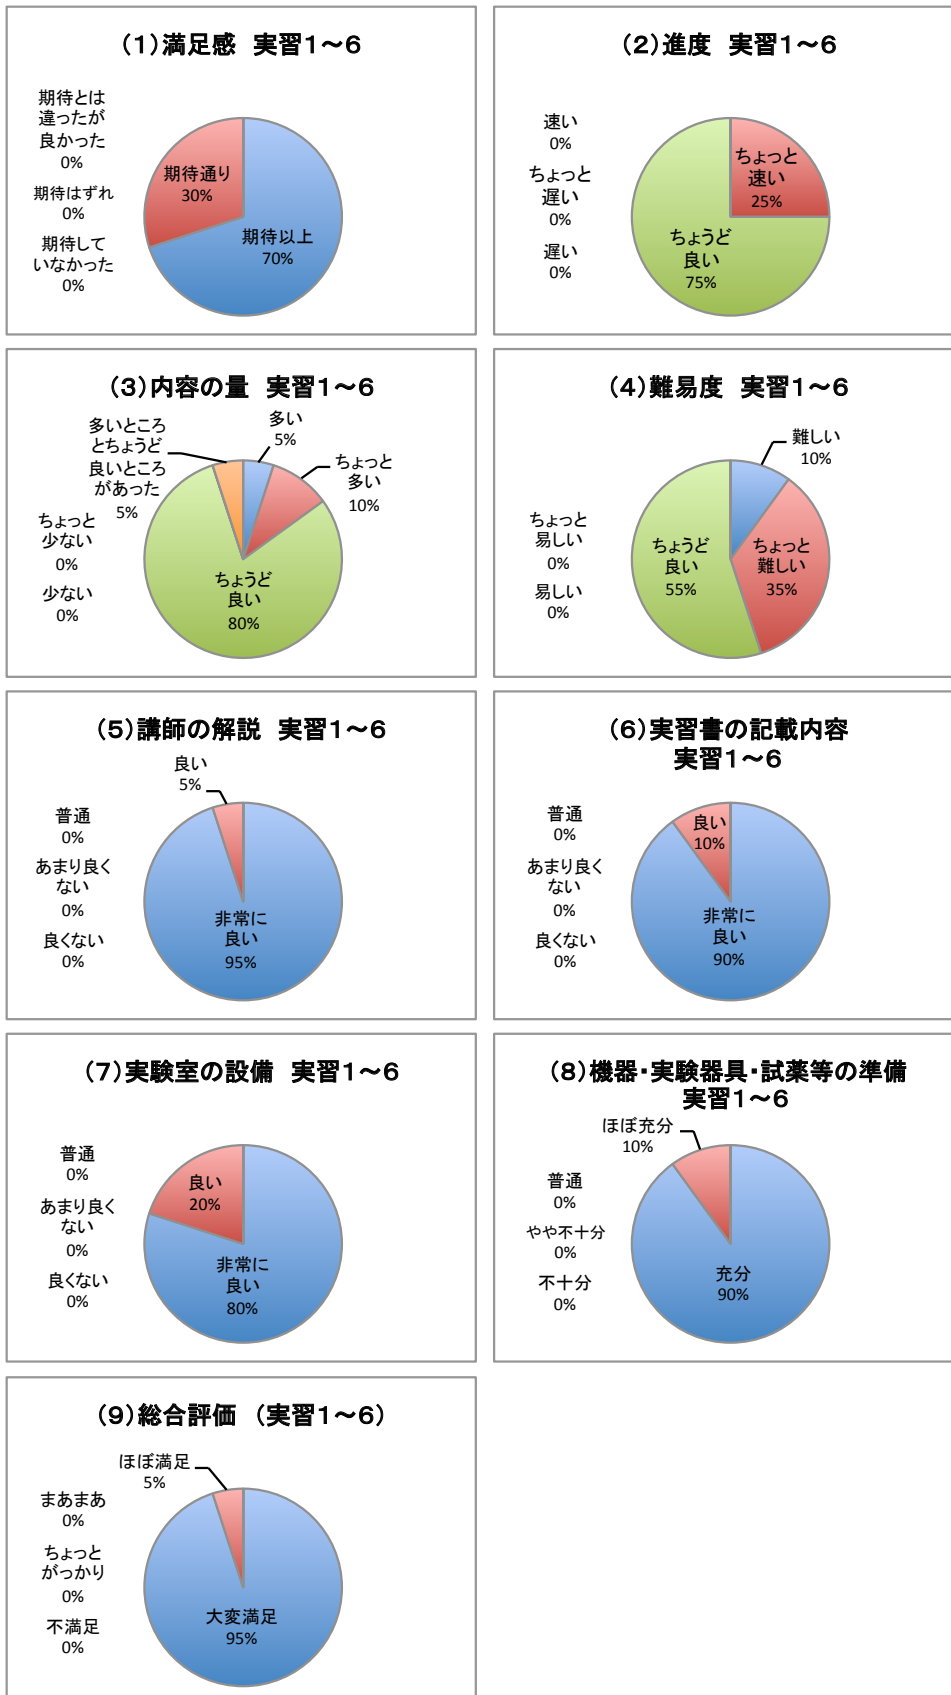 （1）満足感　実習1～6
期待とは
違ったが
良かった
0%
期待はずれ
0%
期待して
いなかった
0%
期待通り
30%
期待以上
70%
（2）進度　実習1～6
速い
0%
ちょっと
遅い
0%
遅い
0%
ちょっと
速い
25%
ちょうど
良い
75%
（3）内容の量　実習1～6
多いところ
とちょうど
良いところ
があった
5%
多い
5%
ちょっと
多い
10%
ちょっと
少ない
0%
少ない
0%
ちょうど
良い
80%
（4）難易度　実習1～6
難しい
10%
ちょっと
易しい
0%
易しい
0%
ちょうど
良い
55%
ちょっと
難しい
35%
（5）講師の解説　実習1～6
良い
5%
普通
0%
あまり良く
ない
0%
良くない
0%
非常に
良い
95%
（6）実習書の記載内容
実習1～6
普通
0%
あまり良く
ない
0%
良くない
0%
良い
10%
非常に
良い
90%
（7）実験室の設備　実習1～6
普通
0%
あまり良く
ない
0%
良くない
0%
良い
20%
非常に
良い
80%
（8）機器・実験器具・試薬等の準備
実習1～6
ほぼ充分
10%
普通
0%
やや不十分
0%
不十分
0%
充分
90%
（9）総合評価　（実習1～6）
ほぼ満足
5%
まあまあ
0%
ちょっと
がっかり
0%
不満足
0%
大変満足
95%